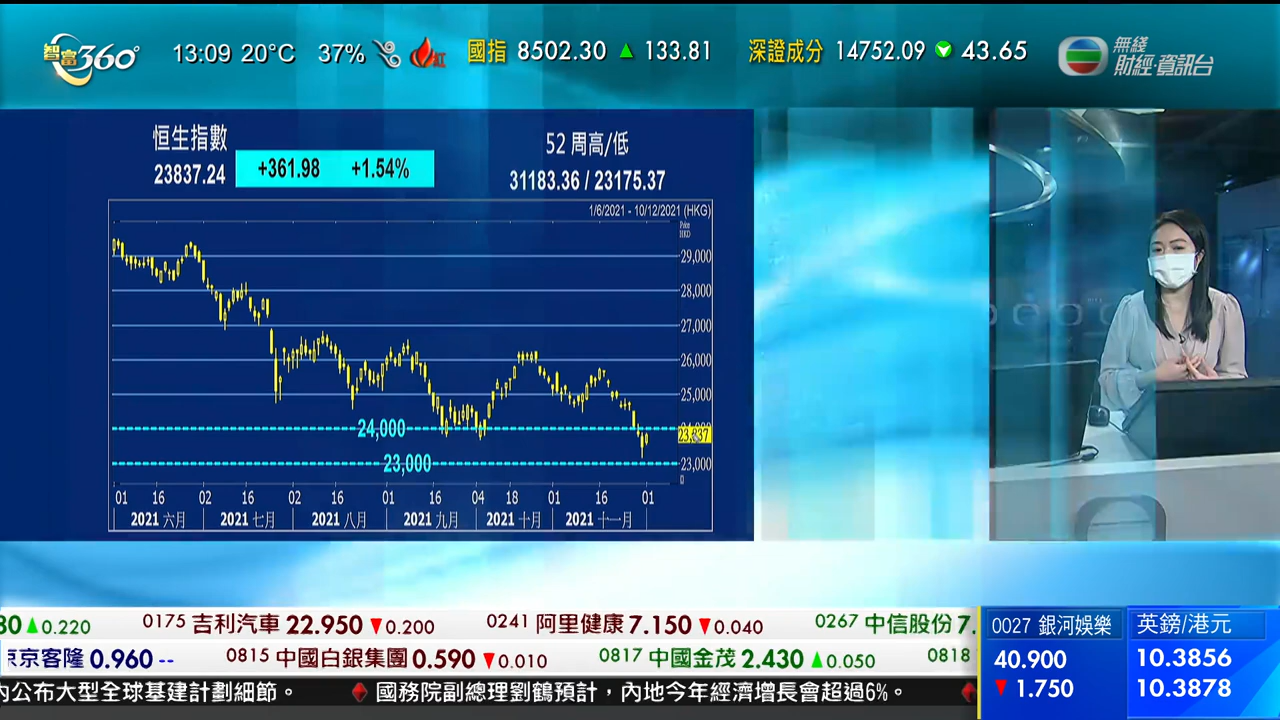 智富360°
13:09 20°C 37% 紅 國指 8502.30 ▲ 133.81 深證成分 14752.09 ▼ 43.65
無綫
財經·資訊台
恒生指數
23837.24 +361.98 +1.54%
52 周高/低
31183.36 / 23175.37
1/6/2021 - 10/12/2021 (HKG)
Price
HKD
29,000
28,000
27,000
26,000
25,000
24,000
23,837
23,000
23,000
0
01 16 02 16 02 16 01 16 04 18 01 16 01
2021 六月 2021 七月 2021 八月 2021 九月 2021 十月 2021 十一月
30 ▲ 0.220 0175 吉利汽車 22.950 ▼ 0.200 0241 阿里健康 7.150 ▼ 0.040 0267 中信股份 7.
東京客隆 0.960 -- 0815 中國白銀集團 0.590 ▼ 0.010 0817 中國金茂 2.430 ▲ 0.050 0818
內公布大型全球基建計劃細節。 國務院副總理劉鶴預計，內地今年經濟增長會超過6%。
0027 銀河娛樂
40.900
▼ 1.750
英鎊/港元
10.3856
10.3878